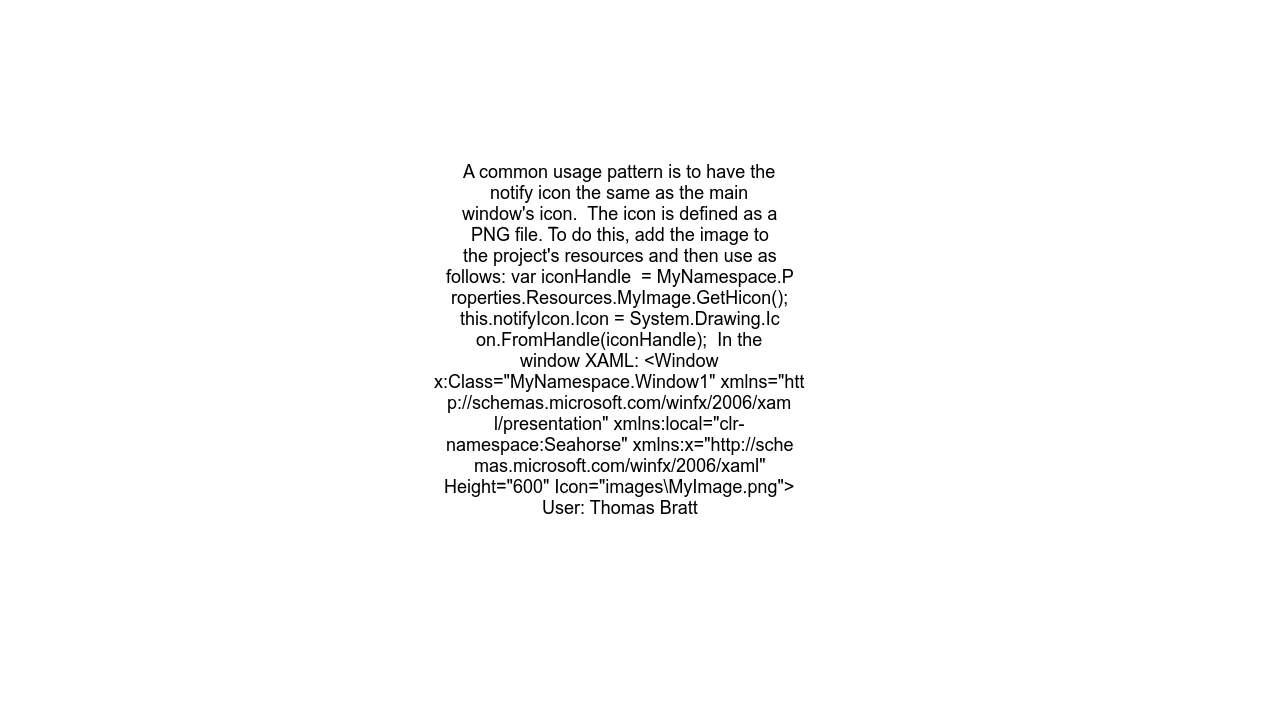 A common usage pattern is to have the
notify icon the same as the main
window's icon.  The icon is defined as a
PNG file. To do this, add the image to
the project's resources and then use as
follows: var iconHandle  = MyNamespace.P
roperties.Resources.MyImage.GetHicon();
this.notifyIcon.Icon = System.Drawing.Ic
on.FromHandle(iconHandle);  In the
window XAML: <Window
x:Class="MyNamespace.Window1" xmlns="htt
p://schemas.microsoft.com/winfx/2006/xam
l/presentation" xmlns:local="clr-
namespace:Seahorse" xmlns:x="http://sche
mas.microsoft.com/winfx/2006/xaml"
Height="600" Icon="images\MyImage.png">
User: Thomas Bratt